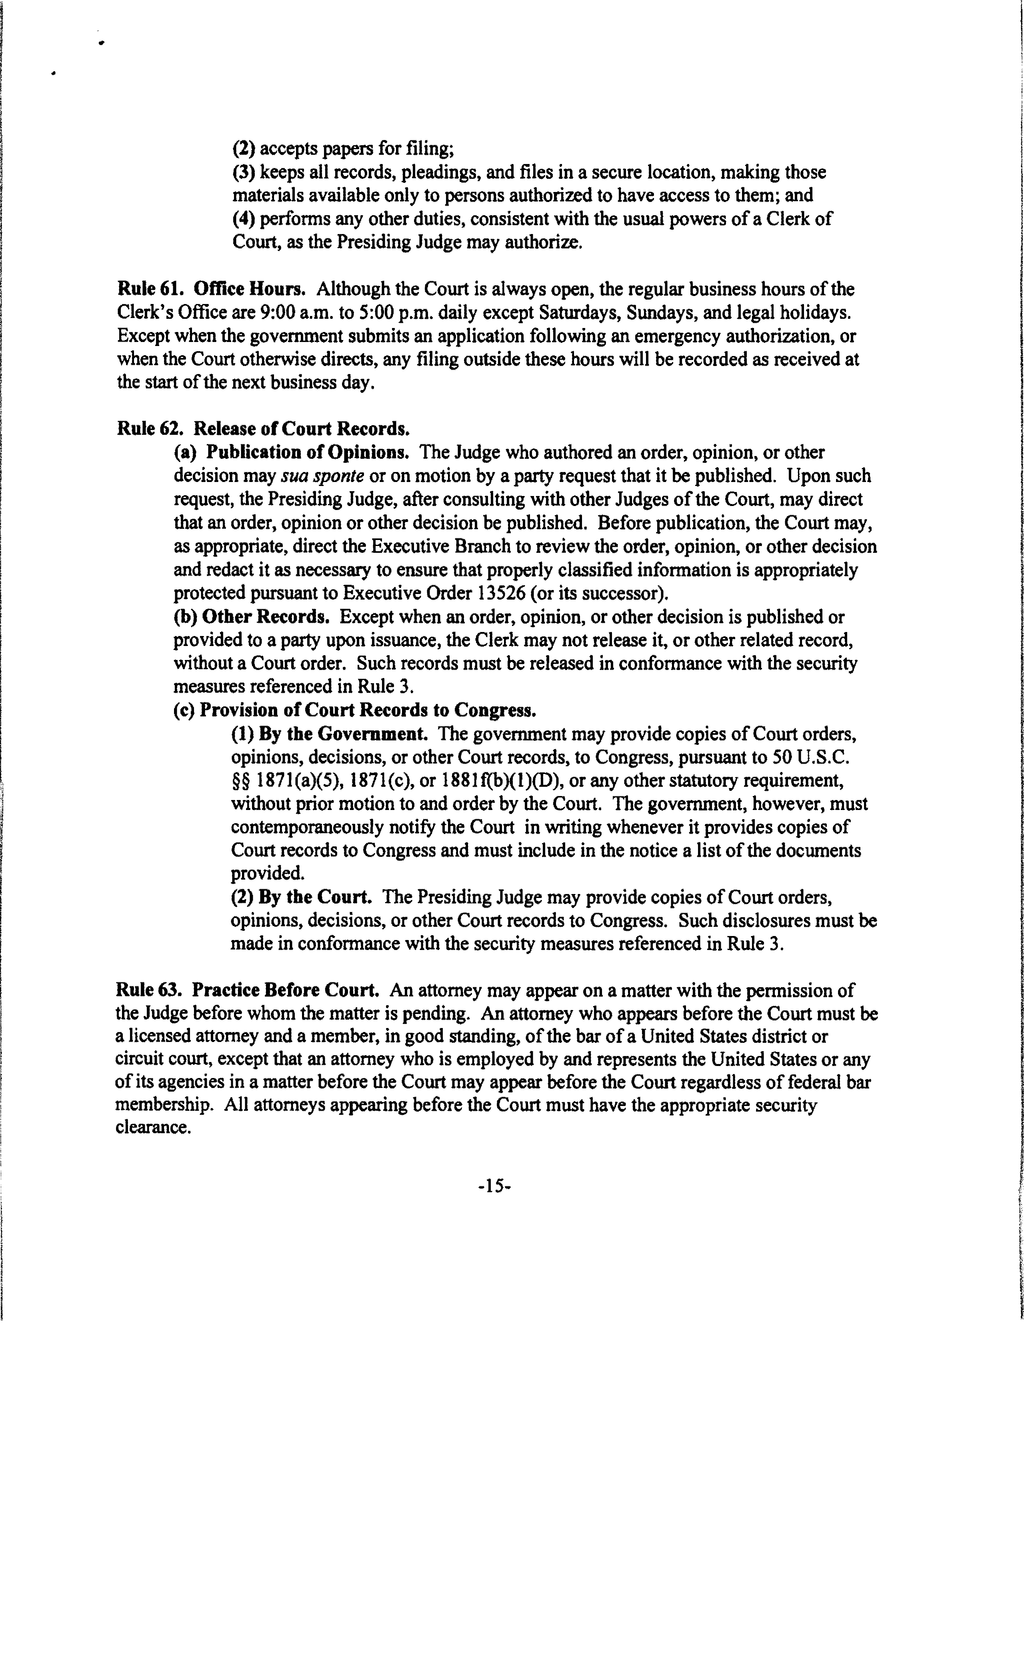 (2) accepts papers for filing;
(3) keeps all records, pleadings, and files in a secure location, making those
materials available only to persons authorized to have access to them; and
(4) performs any other duties, consistent with the usual powers of a Clerk of
Court, as the Presiding Judge may authorize.
Rule 61. Office Hours. Although the Court is always open, the regular business hours of the
Clerk's Office are 9:00 a.m. to 5:00 p.m. daily except Saturdays, Sundays, and legal holidays.
Except when the government submits an application following an emergency authorization, or
when the Court otherwise directs, any filing outside these hours will be recorded as received at
the start of the next business day.
Rule 62. Release of Court Records.
(a) Publication of Opinions. The Judge who authored an order, opinion, or other
decision may sua sponte or on motion by a party request that it be published. Upon such
request, the Presiding Judge, after consulting with other Judges of the Court, may direct
that an order, opinion or other decision be published. Before publication, the Court may,
as appropriate, direct the Executive Branch to review the order, opinion, or other decision
and redact it as necessary to ensure that properly classified information is appropriately
protected pursuant to Executive Order 13526 (or its successor).
(b) Other Records. Except when an order, opinion, or other decision is published or
provided to a party upon issuance, the Clerk may not release it, or other related record,
without a Court order. Such records must be released in conformance with the security
measures referenced in Rule 3.
(c) Provision of Court Records to Congress.
(1) By the Government. The government may provide copies of Court orders,
opinions, decisions, or other Court records, to Congress, pursuant to 50 U.S.C.
§§ 1871(a)(5), 1871(c), or 1881f(b)(1)(D), or any other statutory requirement,
without prior motion to and order by the Court. The government, however, must
contemporaneously notify the Court in writing whenever it provides copies of
Court records to Congress and must include in the notice a list of the documents
provided.
(2) By the Court. The Presiding Judge may provide copies of Court orders,
opinions, decisions, or other Court records to Congress. Such disclosures must be
made in conformance with the security measures referenced in Rule 3.
Rule 63. Practice Before Court. An attorney may appear on a matter with the permission of
the Judge before whom the matter is pending. An attorney who appears before the Court must be
a licensed attorney and a member, in good standing, of the bar of a United States district or
circuit court, except that an attorney who is employed by and represents the United States or any
of its agencies in a matter before the Court may appear before the Court regardless of federal bar
membership. All attorneys appearing before the Court must have the appropriate security
clearance.
-15-